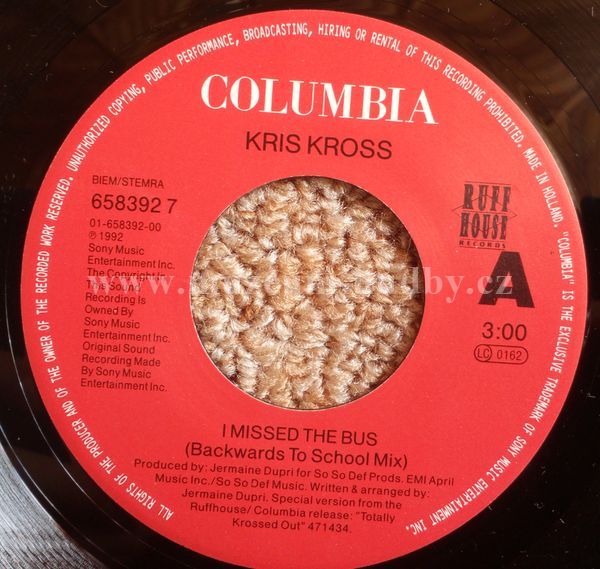 ALL RIGHTS OF THE PRODUCER AND OF THE OWNER OF THE RECORDED WORK RESERVED. UNAUTHORIZED COPYING, PUBLIC PERFORMANCE, BROADCASTING, HIRING OR RENTAL OF THIS RECORDING PROHIBITED. MADE IN HOLLAND. "COLUMBIA" IS THE EXCLUSIVE TRADEMARK OF SONY MUSIC ENTERTAINMENT INC.
COLUMBIA
KRIS KROSS
BIEM/STEMRA
658392 7
01-658392-00
℗ 1992
Sony Music
Entertainment Inc.
The Copyright In
This Sound
Recording Is
Owned By
Sony Music
Entertainment Inc.
Original Sound
Recording Made
By Sony Music
Entertainment Inc.
RUFF
HOUSE
RECORDS
A
3:00
LC 0162
I MISSED THE BUS
(Backwards To School Mix)
Produced by: Jermaine Dupri for So So Def Prods. EMI April
Music Inc./So So Def Music. Written & arranged by:
Jermaine Dupri. Special version from the
Ruffhouse/Columbia release: "Totally
Krossed Out" 471434.